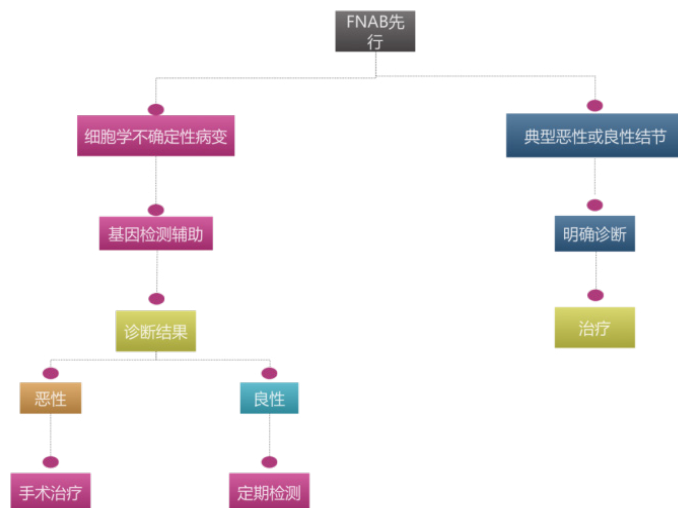 FNAB先
行
细胞学不确定性病变
典型恶性或良性结节
基因检测辅助
明确诊断
诊断结果
治疗
恶性
良性
手术治疗
定期检测